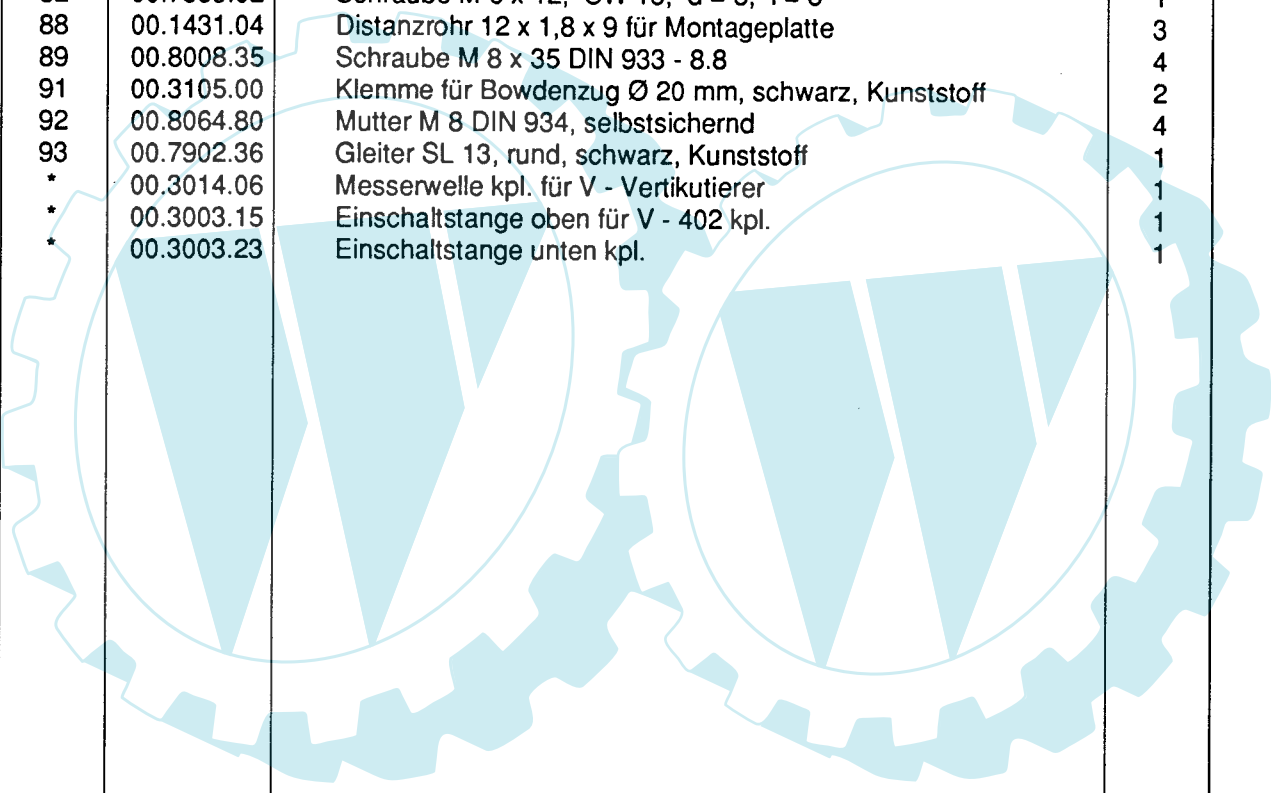 Schraube M 8 x 12,
88 00.1431.04 Distanzrohr 12 x 1,8 x 9 für Montageplatte 3
89 00.8008.35 Schraube M 8 x 35 DIN 933 - 8.8 4
91 00.3105.00 Klemme für Bowdenzug Ø 20 mm, schwarz, Kunststoff 2
92 00.8064.80 Mutter M 8 DIN 934, selbstsichernd 4
93 00.7902.36 Gleiter SL 13, rund, schwarz, Kunststoff 1
* 00.3014.06 Messerwelle kpl. für V - Vertikutierer 1
* 00.3003.15 Einschaltstange oben für V - 402 kpl. 1
* 00.3003.23 Einschaltstange unten kpl. 1